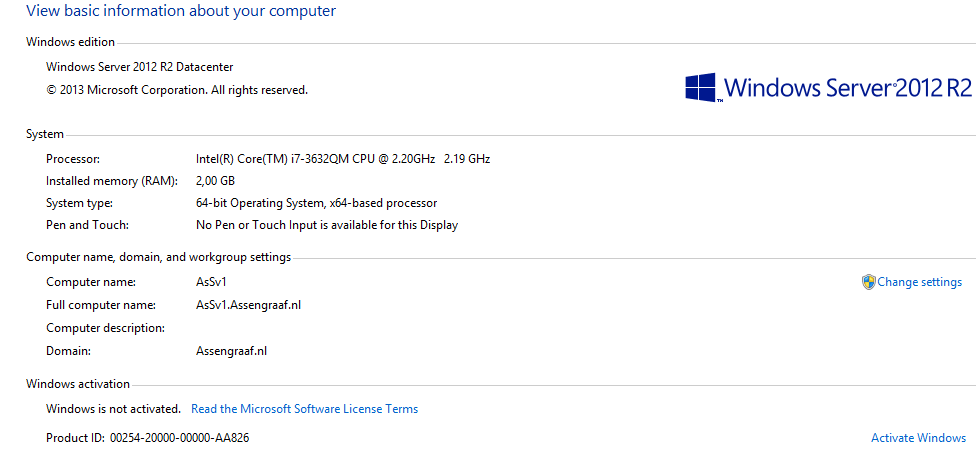 View basic information about your computer
Windows edition
Windows Server 2012 R2 Datacenter
© 2013 Microsoft Corporation. All rights reserved.
Windows Server 2012 R2
System
Processor: Intel(R) Core(TM) i7-3632QM CPU @ 2.20GHz 2.19 GHz
Installed memory (RAM): 2,00 GB
System type: 64-bit Operating System, x64-based processor
Pen and Touch: No Pen or Touch Input is available for this Display
Computer name, domain, and workgroup settings
Computer name: AsSv1 Change settings
Full computer name: AsSv1.Assengraaf.nl
Computer description:
Domain: Assengraaf.nl
Windows activation
Windows is not activated. Read the Microsoft Software License Terms
Product ID: 00254-20000-00000-AA826 Activate Windows